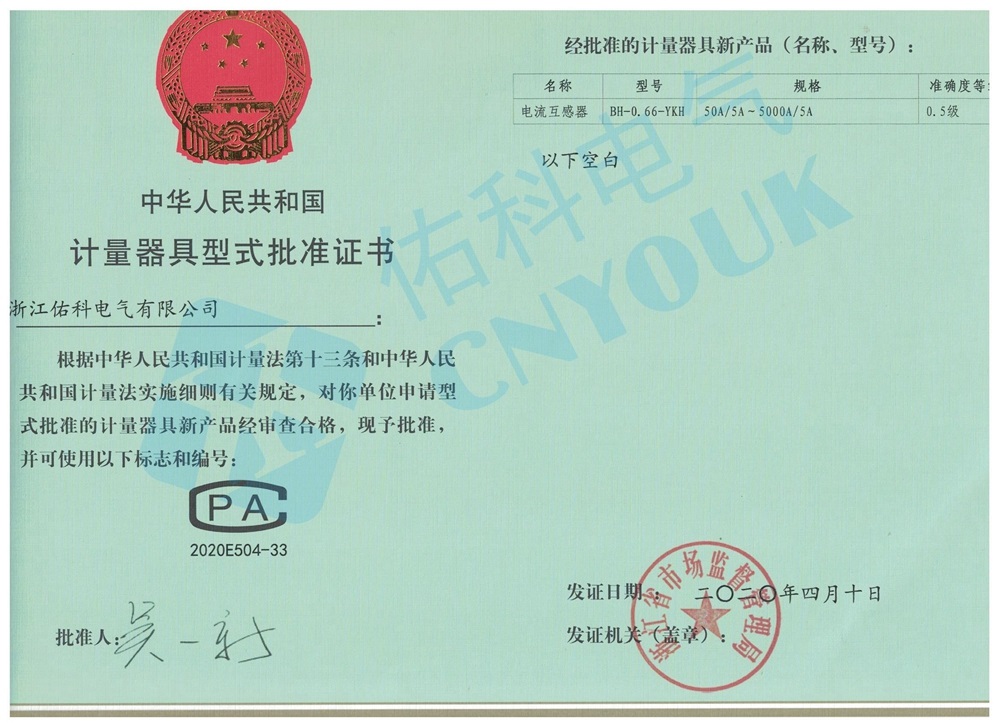 中华人民共和国
计量器具型式批准证书
浙江佑科电气有限公司:
根据中华人民共和国计量法第十三条和中华人民
共和国计量法实施细则有关规定，对你单位申请型
式批准的计量器具新产品经审查合格，现予批准，
并可使用以下标志和编号：
CPA
2020E504-33
批准人：
经批准的计量器具新产品（名称、型号）：
名称 型号 规格 准确度等
电流互感器 BH-0.66-YKH 50A/5A～5000A/5A 0.5级
以下空白
佑科电气
CNYOUK
发证日期： 二〇二〇年四月十日
发证机关（盖章）：
浙江省市场监督管理局